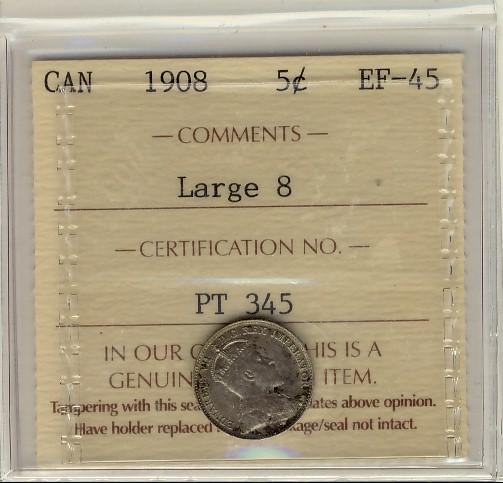 CAN 1908 5¢ EF-45
— COMMENTS —
Large 8
— CERTIFICATION NO. —
PT 345
IN OUR HIS IS A
GENUIN ITEM.
Tampering with this sea ates above opinion.
Have holder replaced kage/seal not intact.